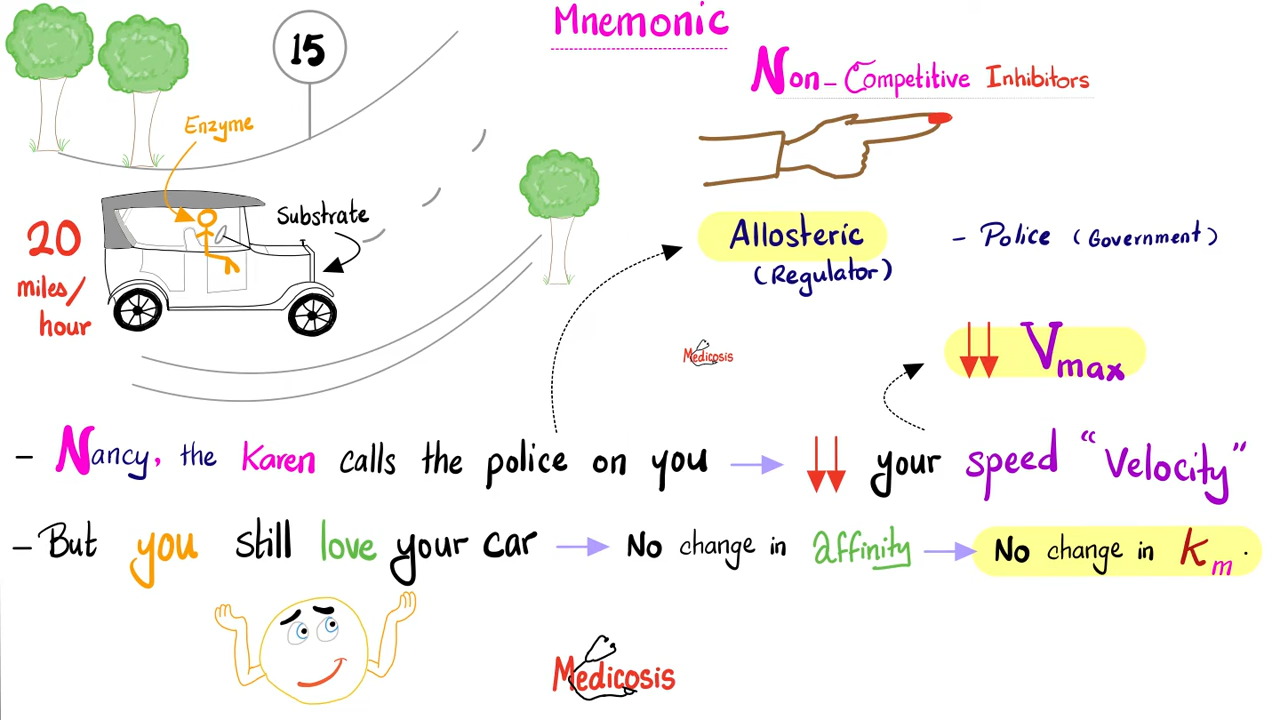 Mnemonic
15
Non-Competitive Inhibitors
Enzyme
Substrate
20
miles/
hour
Allosteric
(Regulator)
- Police (Government)
Medicosis
↓↓ Vmax
- Nancy, the Karen calls the police on you → ↓↓ your speed "Velocity"
- But you still love your car → No change in affinity → No change in Km.
Medicosis